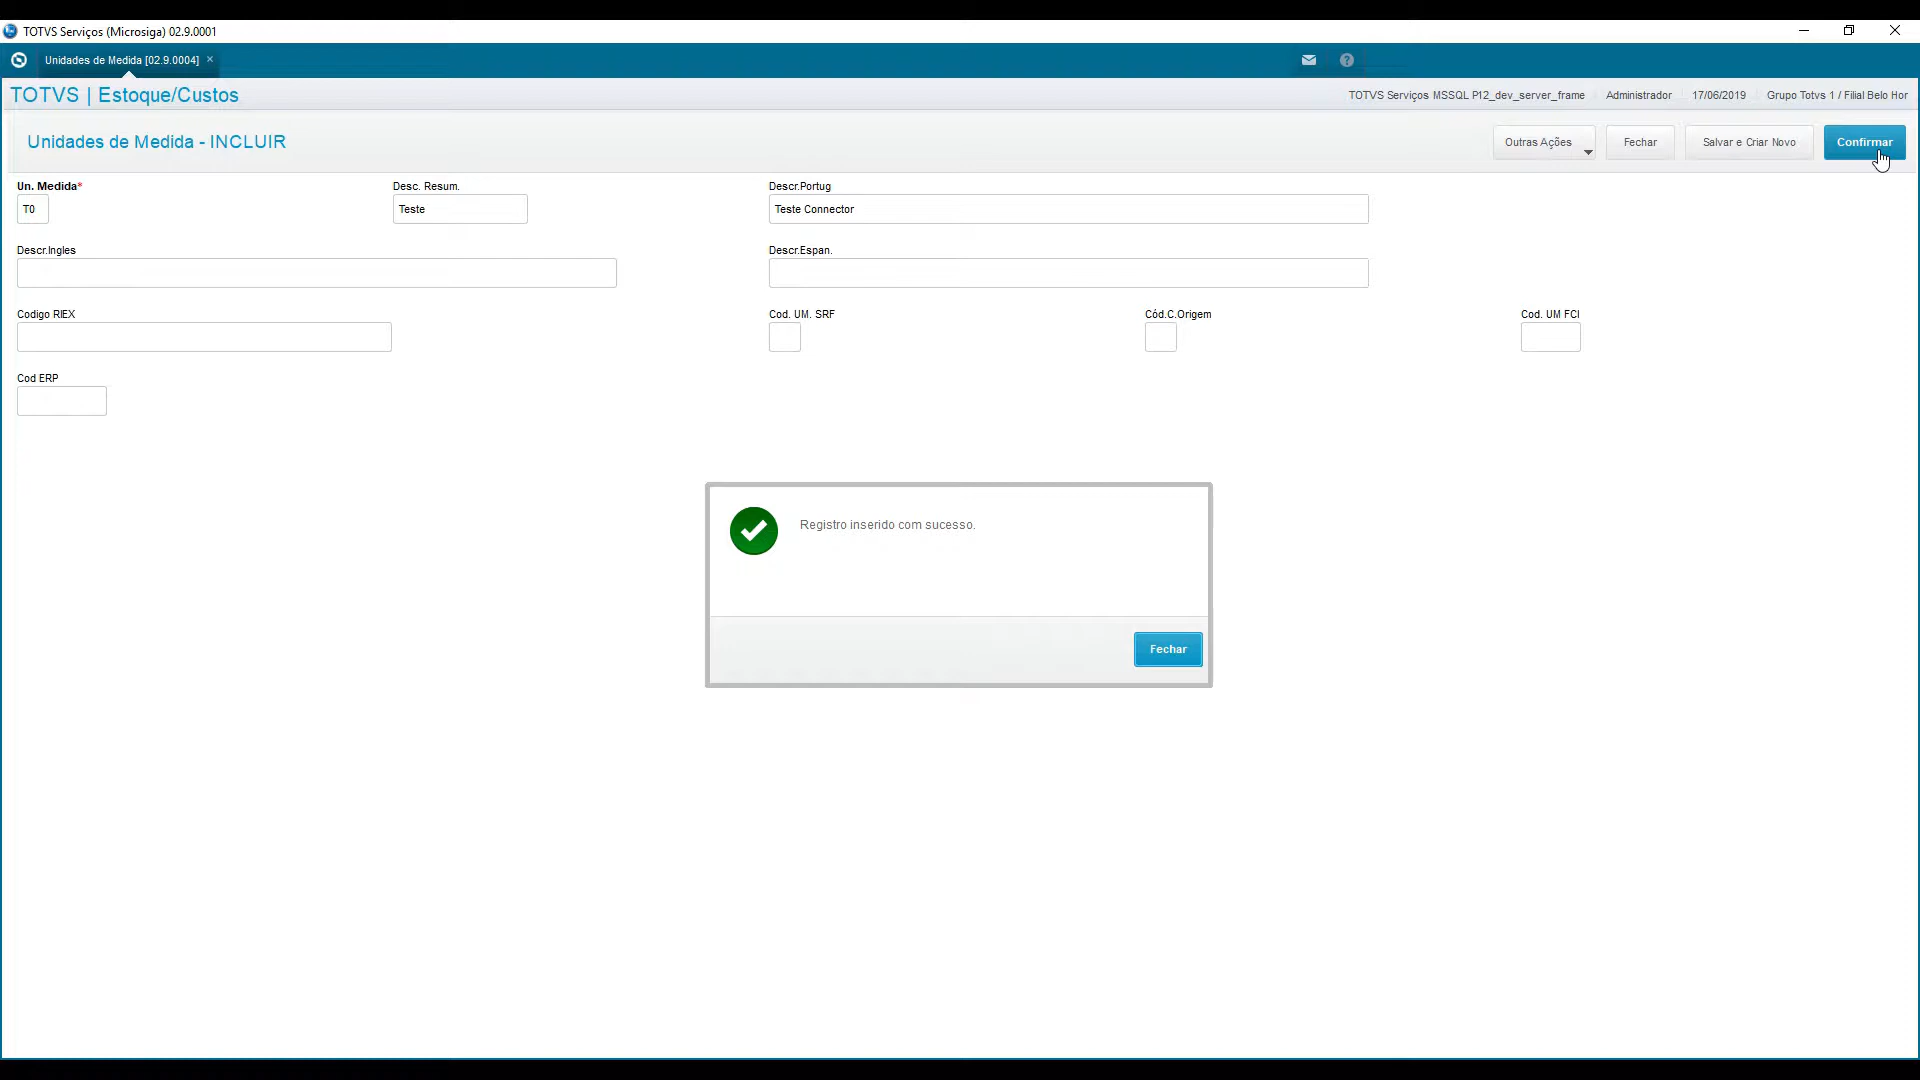 TOTVS Serviços (Microsiga) 02.9.0001
Unidades de Medida [02.9.0004] ×
TOTVS | Estoque/Custos
TOTVS Serviços MSSQL P12_dev_server_frame Administrador 17/06/2019 Grupo Totvs 1 / Filial Belo Hor
Unidades de Medida - INCLUIR
Outras Ações Fechar Salvar e Criar Novo Confirmar
Un. Medida* Desc. Resum. Descr.Portug
T0 Teste Teste Connector
Descr.Ingles Descr.Espan.
Codigo RIEX Cod. UM. SRF Cód.C.Origem Cod. UM FCI
Cod ERP
Registro inserido com sucesso.
Fechar